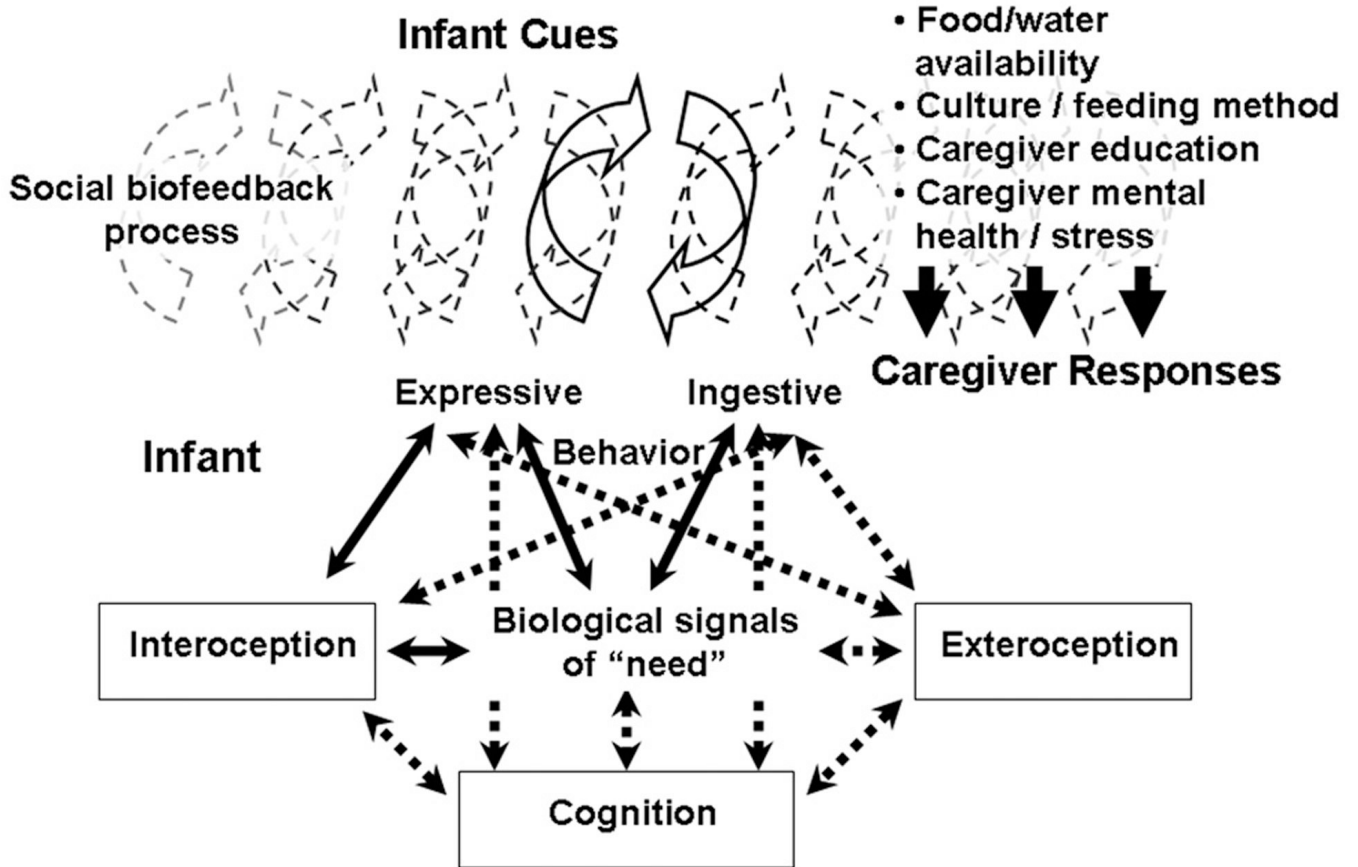 Infant Cues
• Food/water
availability
• Culture / feeding method
• Caregiver education
• Caregiver mental
health / stress
Social biofeedback
process
Caregiver Responses
Expressive
Ingestive
Behavior
Infant
Interoception
Biological signals
of “need”
Exteroception
Cognition